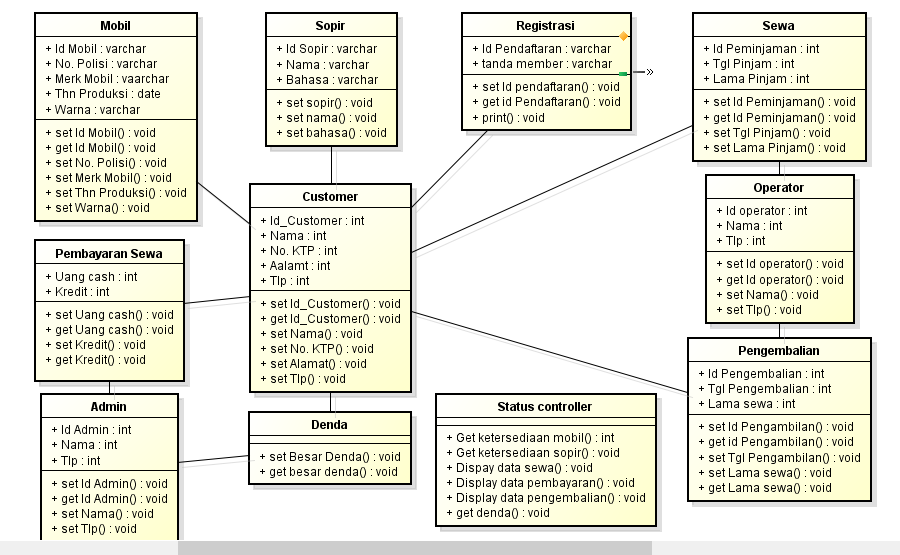 Mobil
+ Id Mobil : varchar
+ No. Polisi : varchar
+ Merk Mobil : vaarchar
+ Thn Produksi : date
+ Warna : varchar
+ set Id Mobil() : void
+ get Id Mobil() : void
+ set No. Polisi() : void
+ set Merk Mobil() : void
+ set Thn Produksi() : void
+ set Warna() : void
Sopir
+ Id Sopir : varchar
+ Nama : varchar
+ Bahasa : varchar
+ set sopir() : void
+ set nama() : void
+ set bahasa() : void
Registrasi
+ Id Pendaftaran : varchar
+ tanda member : varchar
+ set Id pendaftaran() : void
+ get id Pendaftaran() : void
+ print() : void
Sewa
+ Id Peminjaman : int
+ Tgl Pinjam : int
+ Lama Pinjam : int
+ set Id Peminjaman() : void
+ get Id Peminjaman() : void
+ set Tgl Pinjam() : void
+ set Lama Pinjam() : void
Customer
+ Id_Customer : int
+ Nama : int
+ No. KTP : int
+ Aalamt : int
+ Tlp : int
+ set Id_Customer() : void
+ get Id_Customer() : void
+ set Nama() : void
+ set No. KTP() : void
+ set Alamat() : void
+ set Tlp() : void
Operator
+ Id operator : int
+ Nama : int
+ Tlp : int
+ set Id operator() : void
+ get Id operator() : void
+ set Nama() : void
+ set Tlp() : void
Pembayaran Sewa
+ Uang cash : int
+ Kredit : int
+ set Uang cash() : void
+ get Uang cash() : void
+ set Kredit() : void
+ get Kredit() : void
Pengembalian
+ Id Pengembalian : int
+ Tgl Pengembalian : int
+ Lama sewa : int
+ set Id Pengambilan() : void
+ get id Pengambilan() : void
+ set Tgl Pengambilan() : void
+ set Lama sewa() : void
+ get Lama sewa() : void
Admin
+ Id Admin : int
+ Nama : int
+ Tlp : int
+ set Id Admin() : void
+ get Id Admin() : void
+ set Nama() : void
+ set Tlp() : void
Denda
+ set Besar Denda() : void
+ get besar denda() : void
Status controller
+ Get ketersediaan mobil() : int
+ Get ketersediaan sopir() : void
+ Dispay data sewa() : void
+ Display data pembayaran() : void
+ Display data pengembalian() : void
+ get denda() : void